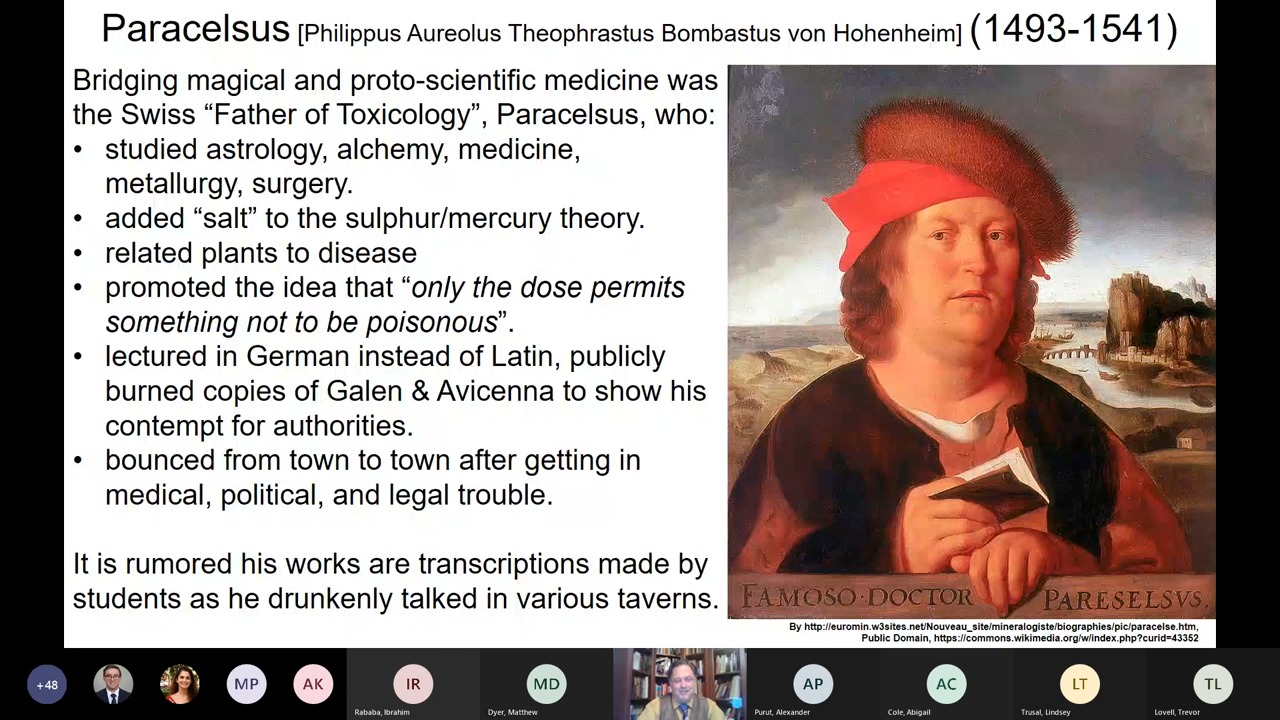 Paracelsus [Philippus Aureolus Theophrastus Bombastus von Hohenheim] (1493-1541)
Bridging magical and proto-scientific medicine was
the Swiss “Father of Toxicology”, Paracelsus, who:
• studied astrology, alchemy, medicine,
metallurgy, surgery.
• added “salt” to the sulphur/mercury theory.
• related plants to disease
• promoted the idea that “only the dose permits
something not to be poisonous”.
• lectured in German instead of Latin, publicly
burned copies of Galen & Avicenna to show his
contempt for authorities.
• bounced from town to town after getting in
medical, political, and legal trouble.
It is rumored his works are transcriptions made by
students as he drunkenly talked in various taverns.
FAMOSO·DOCTOR PARESELSVS.
By http://euromin.w3sites.net/Nouveau_site/mineralogiste/biographies/pic/paracelse.htm,
Public Domain, https://commons.wikimedia.org/w/index.php?curid=43352
+48 MP AK IR MD AP AC LT TL
Rababa, Ibrahim Dyer, Matthew Purut, Alexander Cole, Abigail Trusal, Lindsey Lovell, Trevor